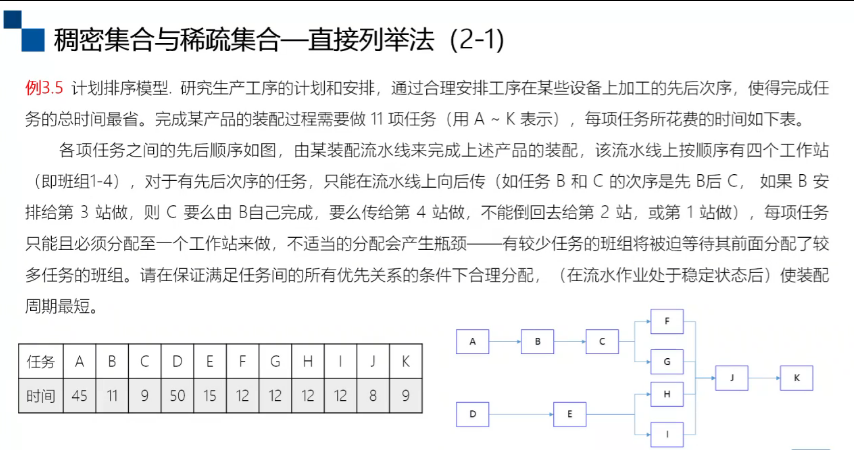 稠密集合与稀疏集合—直接列举法（2-1）
例3.5 计划排序模型. 研究生产工序的计划和安排，通过合理安排工序在某些设备上加工的先后次序，使得完成任
务的总时间最省。完成某产品的装配过程需要做 11 项任务（用 A ~ K 表示），每项任务所花费的时间如下表。
各项任务之间的先后顺序如图，由某装配流水线来完成上述产品的装配，该流水线上按顺序有四个工作站
（即班组1-4），对于有先后次序的任务，只能在流水线上向后传（如任务 B 和 C 的次序是先 B后 C， 如果 B 安
排给第 3 站做，则 C 要么由 B自己完成，要么传给第 4 站做，不能倒回去给第 2 站，或第 1 站做），每项任务
只能且必须分配至一个工作站来做，不适当的分配会产生瓶颈——有较少任务的班组将被迫等待其前面分配了较
多任务的班组。请在保证满足任务间的所有优先关系的条件下合理分配，（在流水作业处于稳定状态后）使装配
周期最短。
任务 A B C D E F G H I J K
时间 45 11 9 50 15 12 12 12 12 8 9
F
A B C
G
J K
H
D E
I